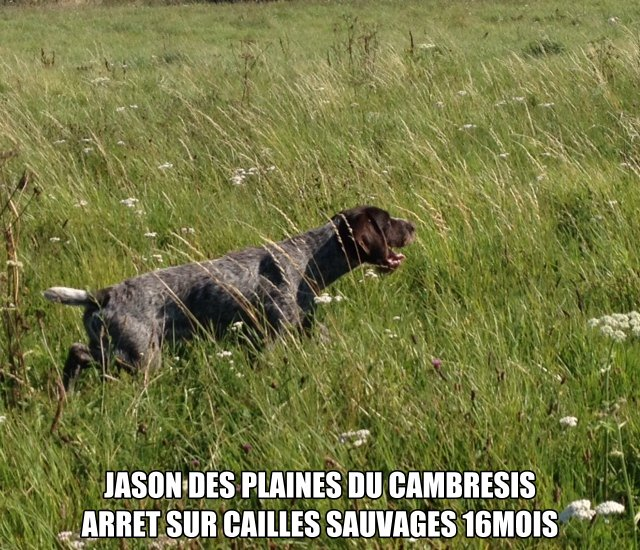 JASON DES PLAINES DU CAMBRESIS
ARRET SUR CAILLES SAUVAGES 16MOIS